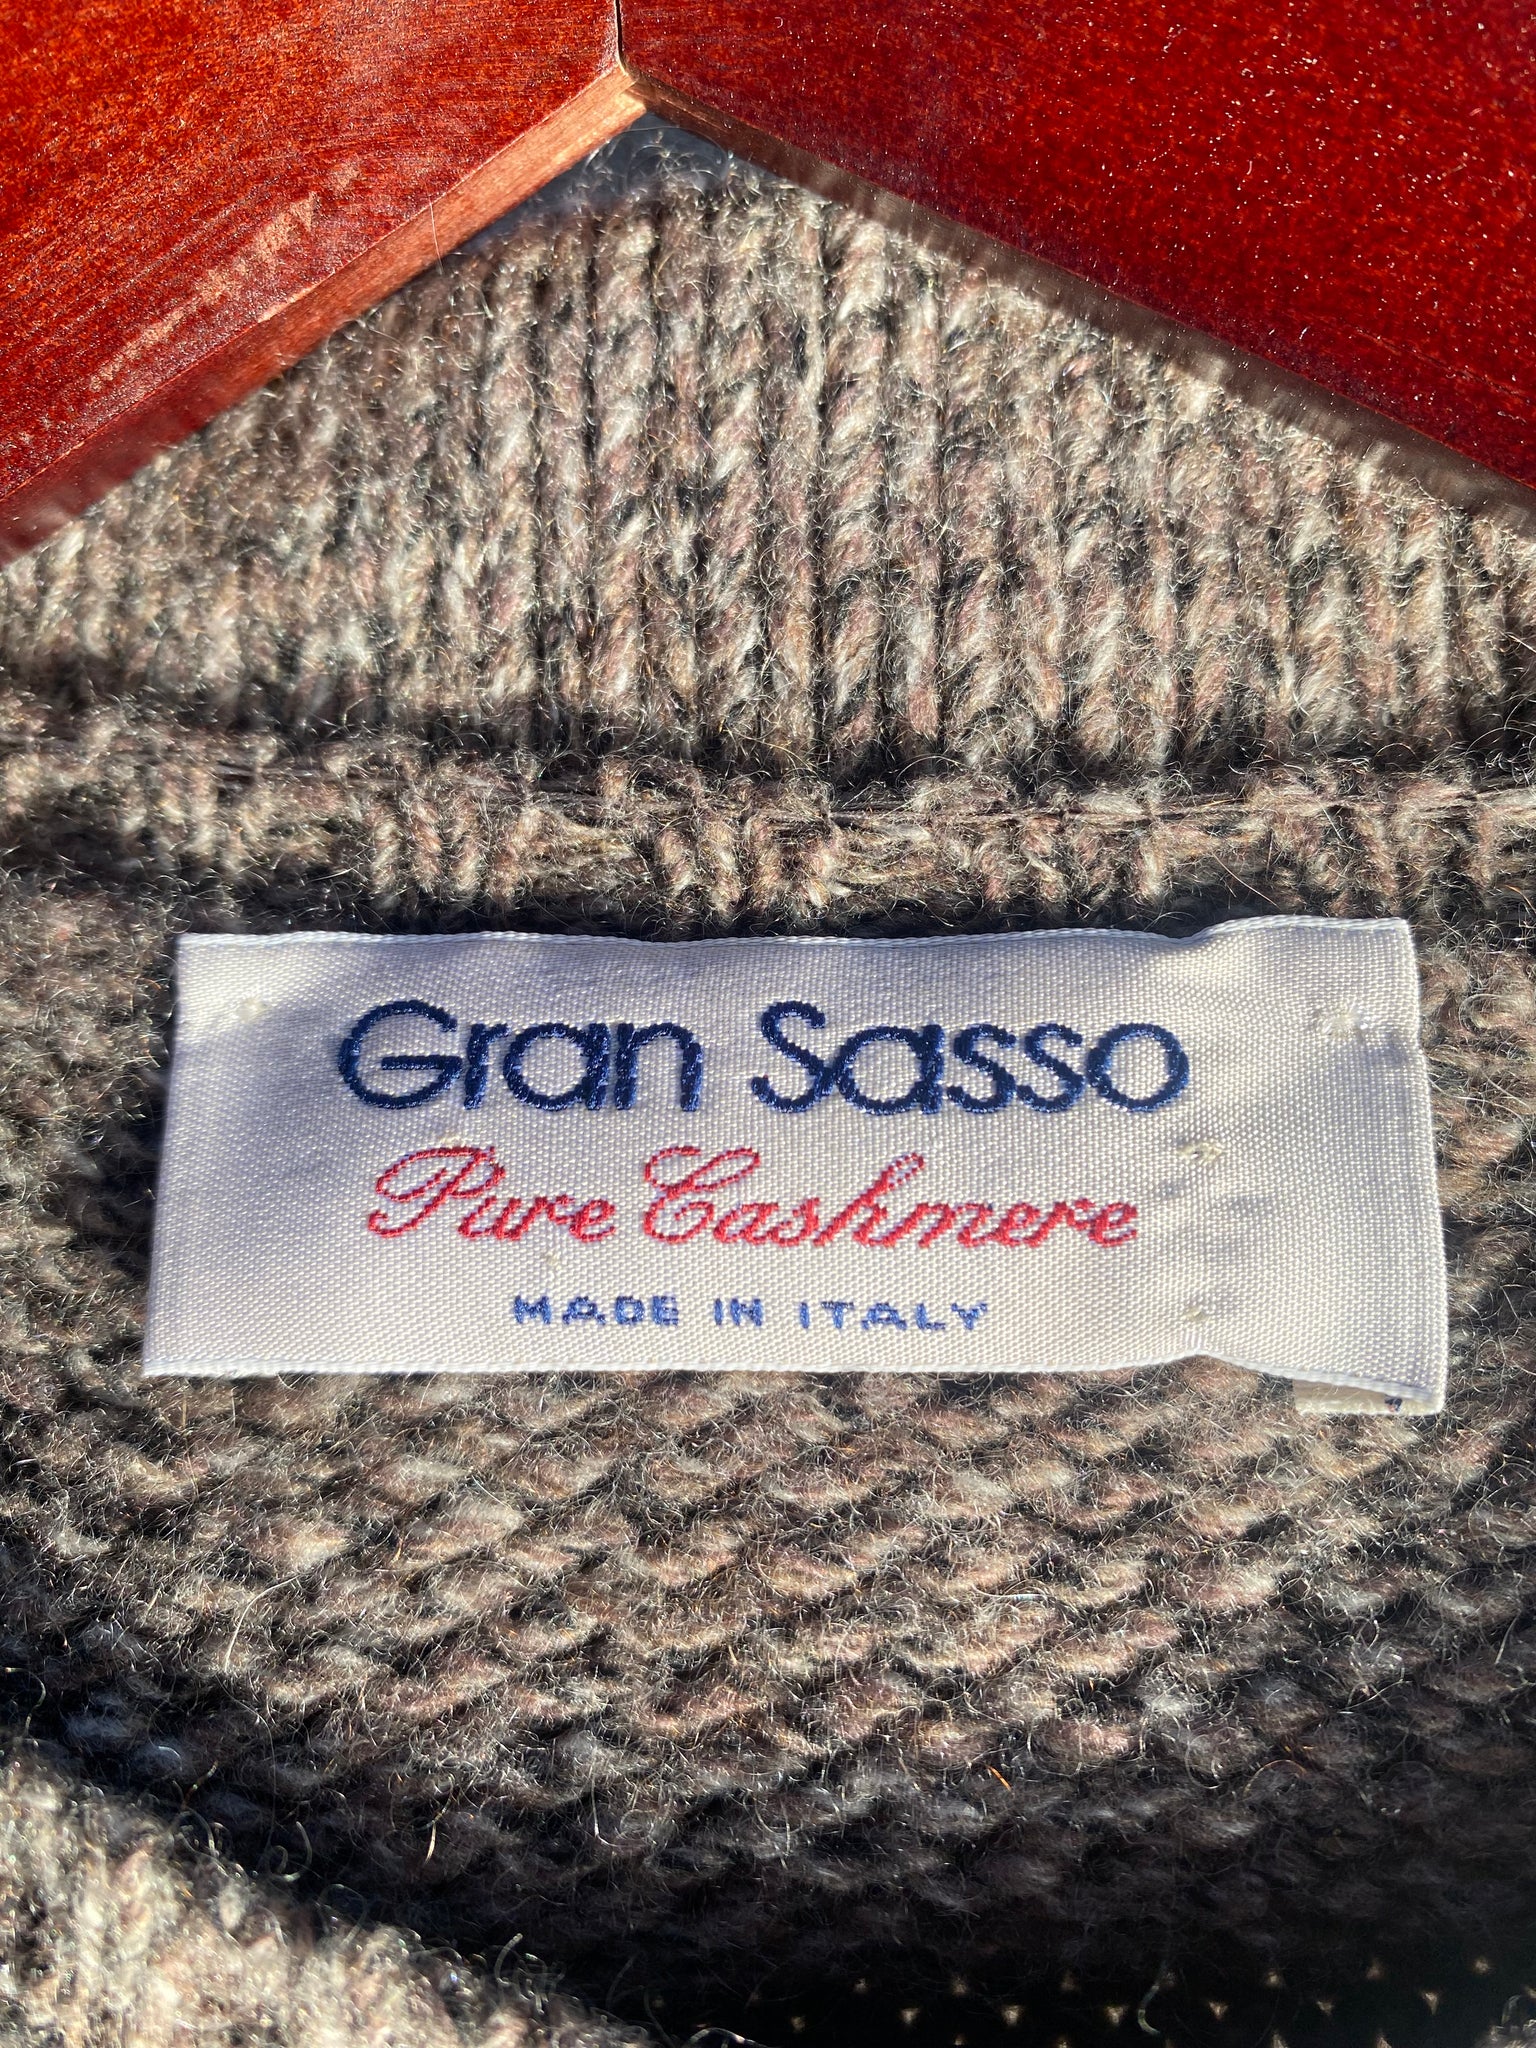 Gran Sasso
Pure Cashmere
MADE IN ITALY